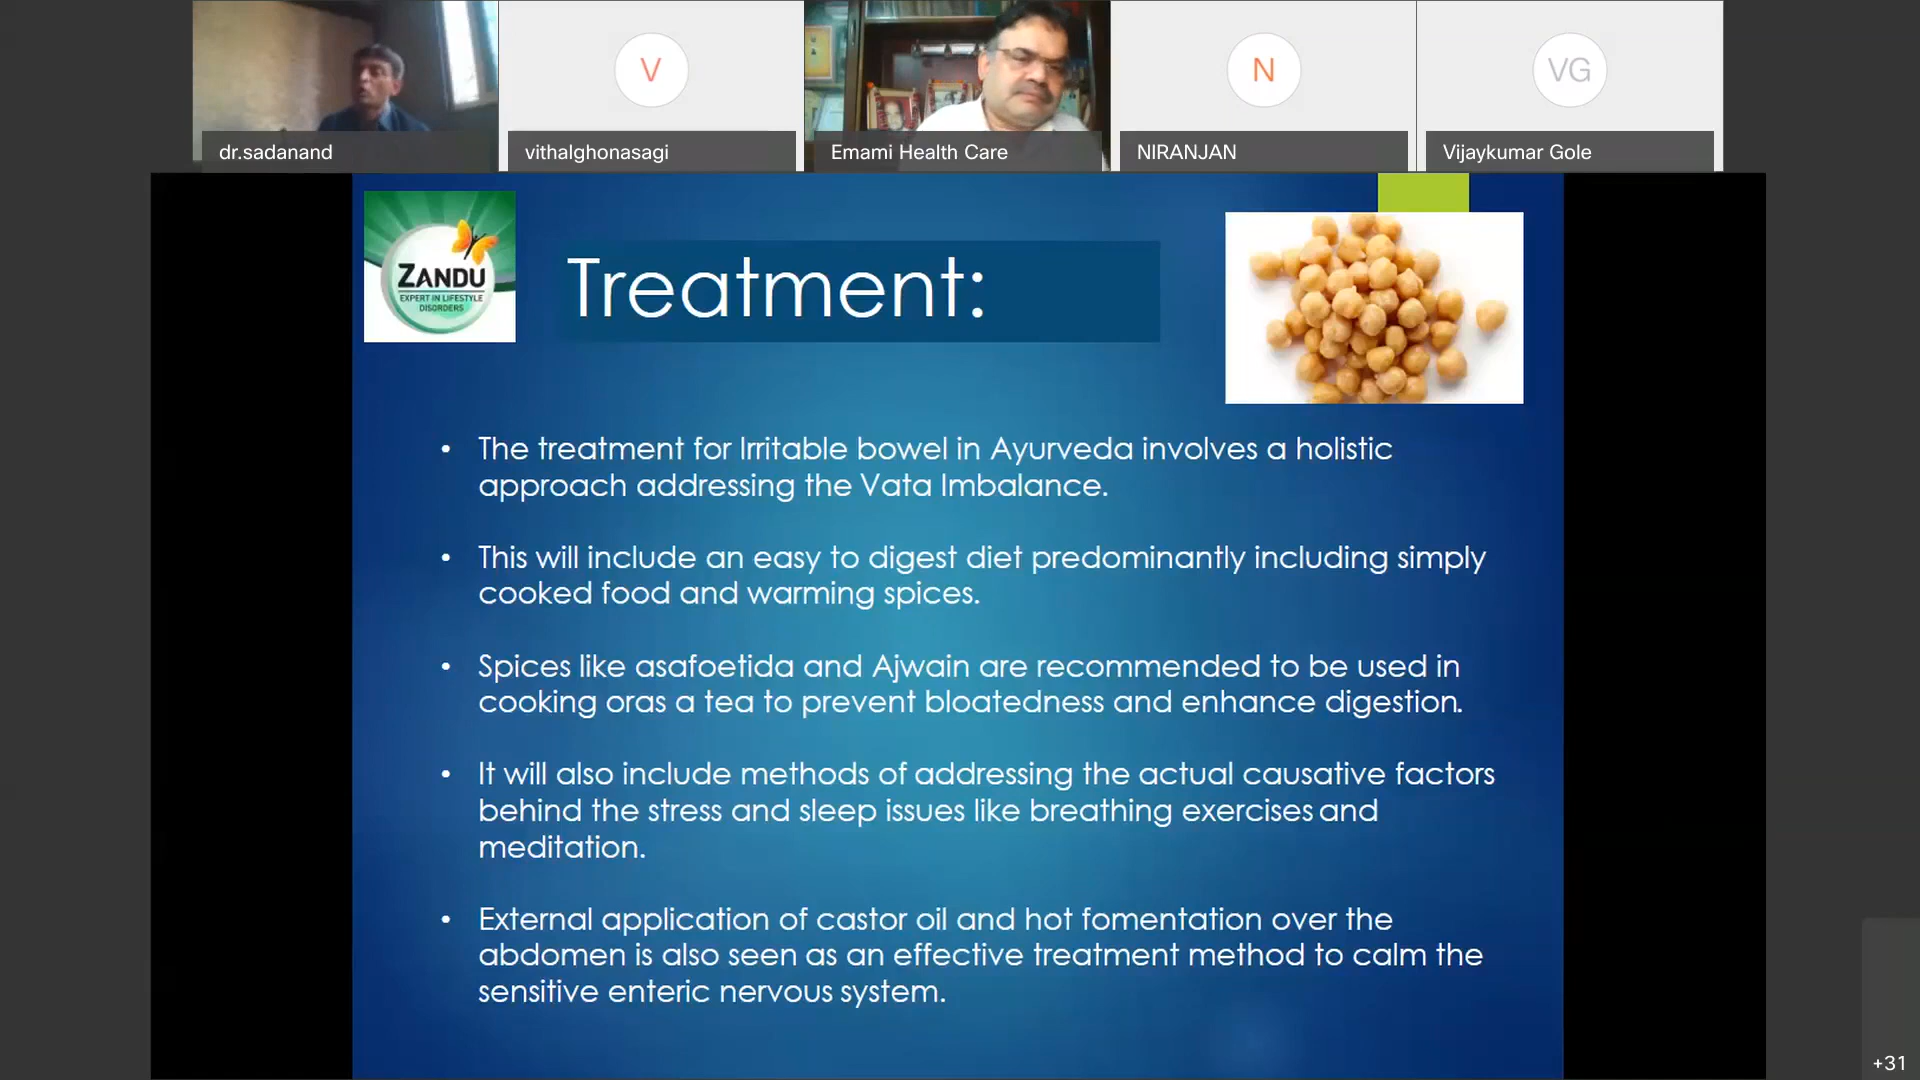 V
N
VG
dr.sadanand
vithalghonasagi
Emami Health Care
NIRANJAN
Vijaykumar Gole
ZANDU
EXPERT IN LIFESTYLE
DISORDERS
Treatment:
• The treatment for Irritable bowel in Ayurveda involves a holistic
approach addressing the Vata Imbalance.
• This will include an easy to digest diet predominantly including simply
cooked food and warming spices.
• Spices like asafoetida and Ajwain are recommended to be used in
cooking oras a tea to prevent bloatedness and enhance digestion.
• It will also include methods of addressing the actual causative factors
behind the stress and sleep issues like breathing exercises and
meditation.
• External application of castor oil and hot fomentation over the
abdomen is also seen as an effective treatment method to calm the
sensitive enteric nervous system.
+31